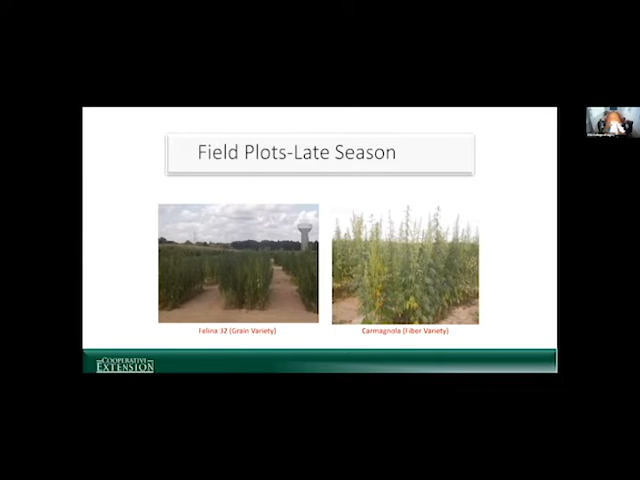 Field Plots-Late Season
Felina 32 (Grain Variety)
Carmagnola (Fiber Variety)
COOPERATIVE
EXTENSION